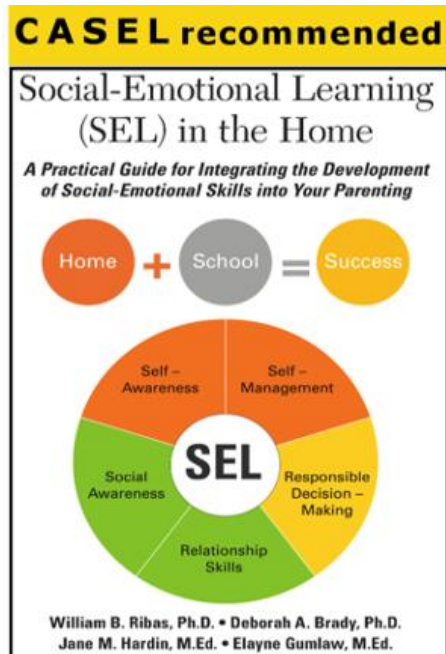 CASEL recommended
Social-Emotional Learning
(SEL) in the Home
A Practical Guide for Integrating the Development
of Social-Emotional Skills into Your Parenting
Home + School = Success
Self –
Awareness
Self –
Management
Social
Awareness
SEL
Responsible
Decision –
Making
Relationship
Skills
William B. Ribas, Ph.D. • Deborah A. Brady, Ph.D.
Jane M. Hardin, M.Ed. • Elayne Gumlaw, M.Ed.